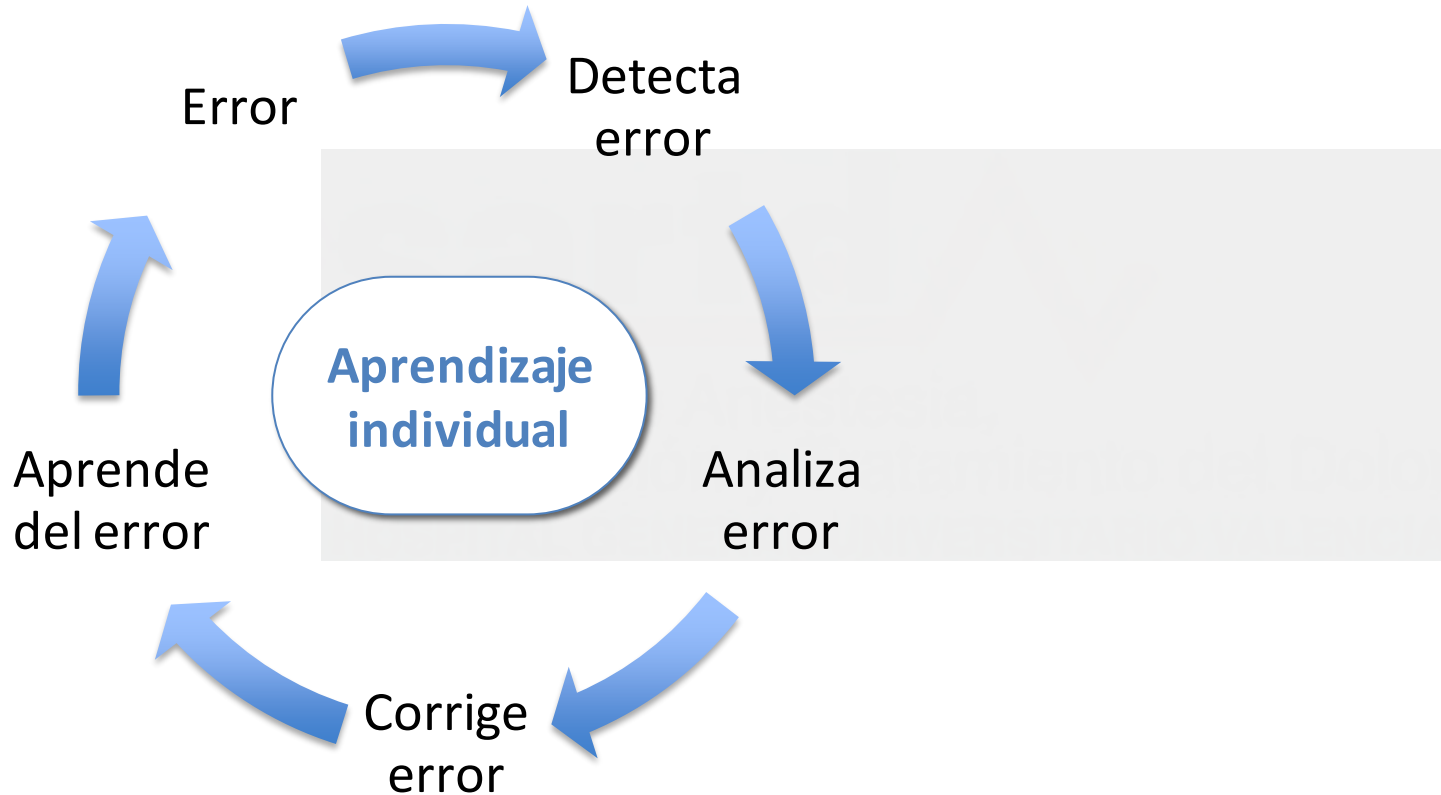 Error
Detecta
error
Analiza
error
Corrige
error
Aprende
del error
Aprendizaje
individual